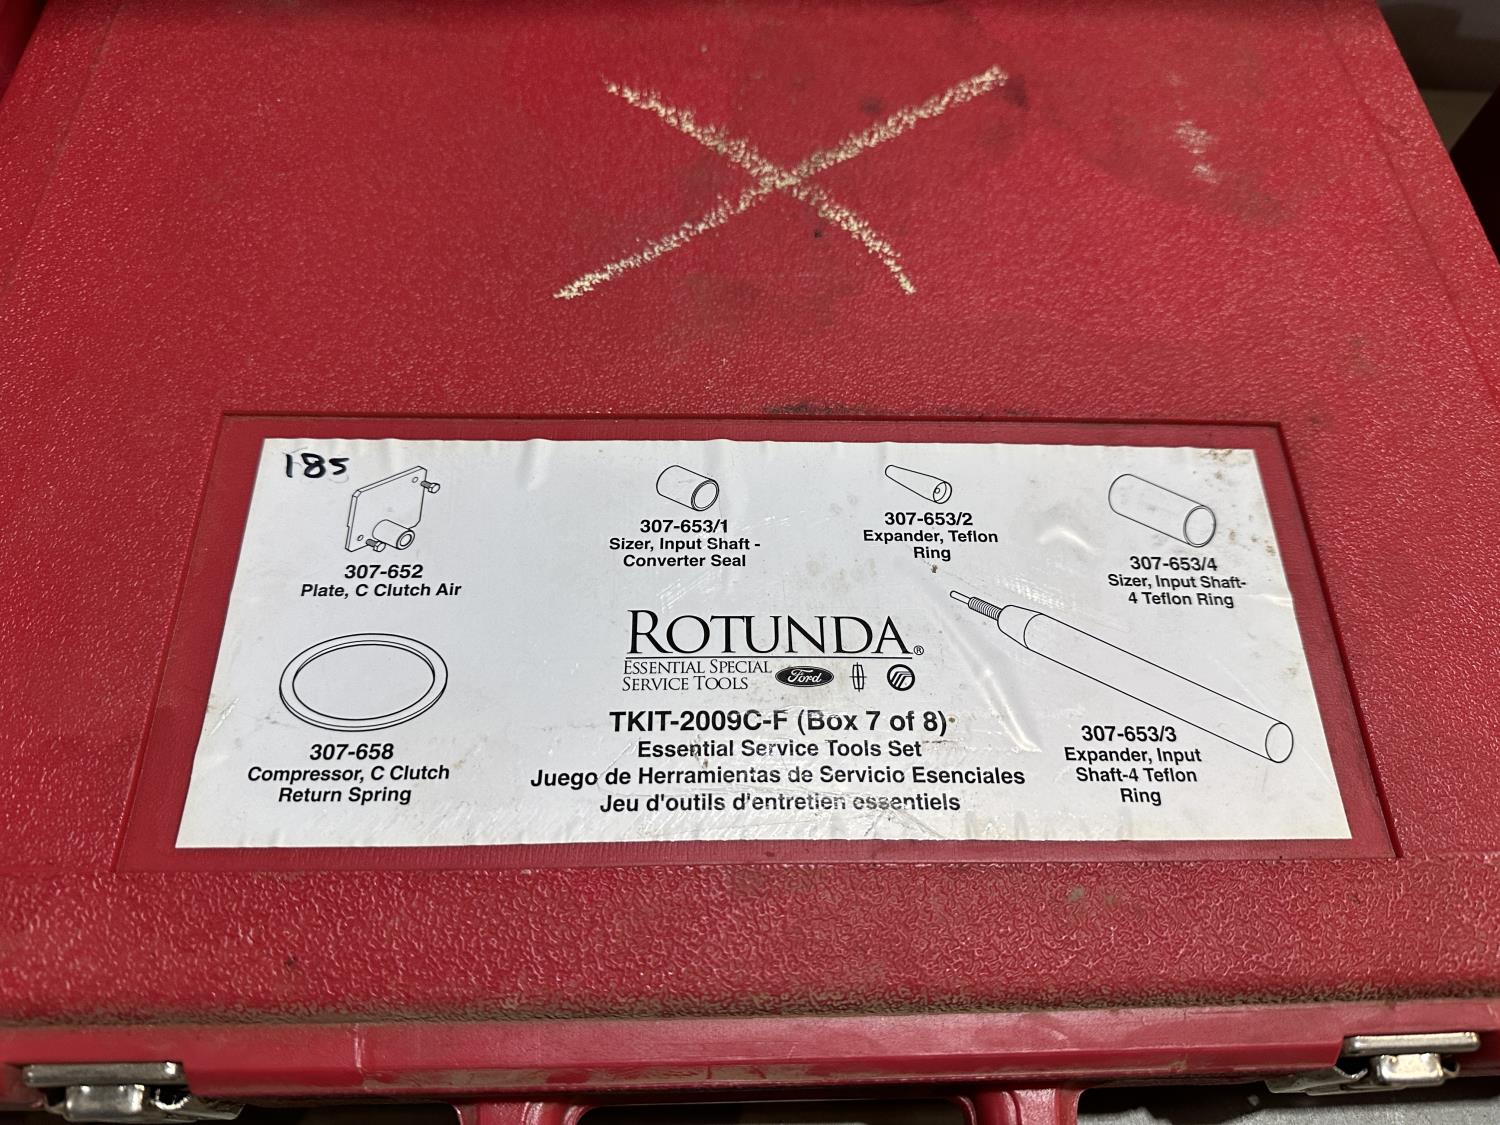 185
307-652
Plate, C Clutch Air
307-653/1
Sizer, Input Shaft -
Converter Seal
307-653/2
Expander, Teflon
Ring
307-653/4
Sizer, Input Shaft-
4 Teflon Ring
ROTUNDA®
ESSENTIAL SPECIAL
SERVICE TOOLS
Ford
307-658
Compressor, C Clutch
Return Spring
TKIT-2009C-F (Box 7 of 8)
Essential Service Tools Set
Juego de Herramientas de Servicio Esenciales
Jeu d'outils d'entretien essentiels
307-653/3
Expander, Input
Shaft-4 Teflon
Ring